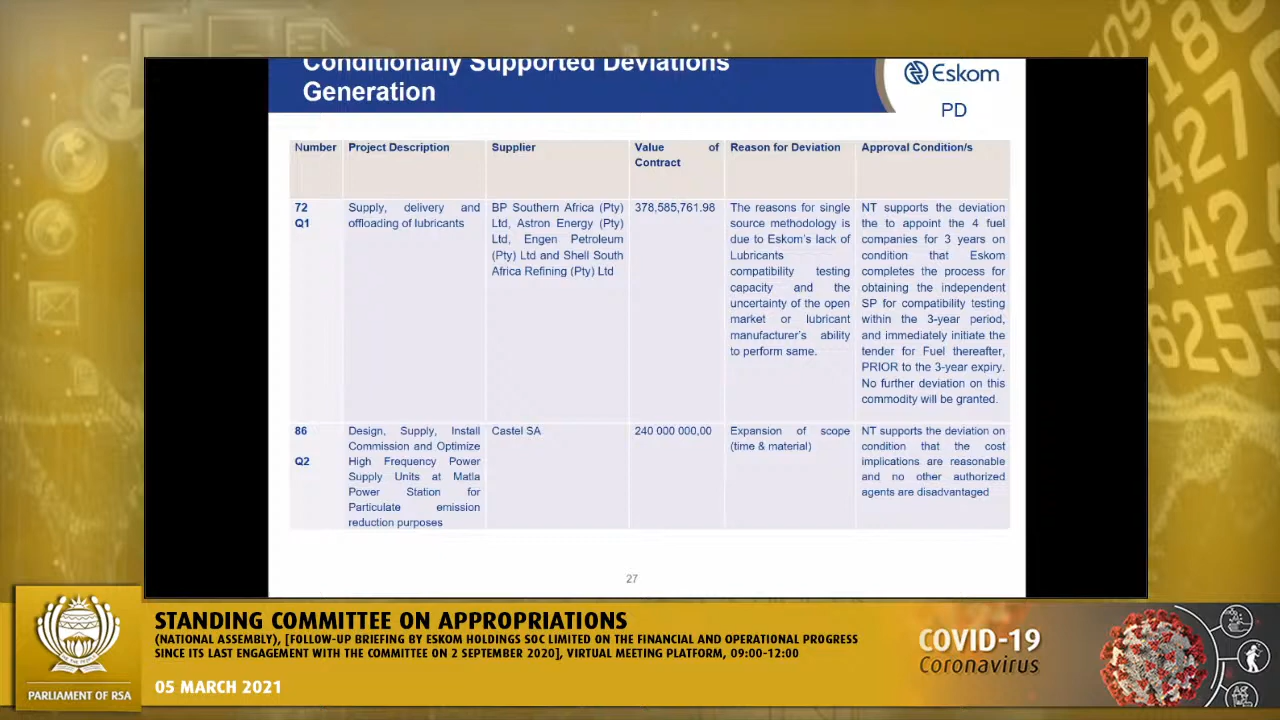 Conditionally Supported Deviations
Generation
Eskom
PD
Number
Project Description
Supplier
Value of
Contract
Reason for Deviation
Approval Condition/s
72
Q1
Supply, delivery and
offloading of lubricants
BP Southern Africa (Pty)
Ltd, Astron Energy (Pty)
Ltd, Engen Petroleum
(Pty) Ltd and Shell South
Africa Refining (Pty) Ltd
378,585,761.98
The reasons for single
source methodology is
due to Eskom's lack of
Lubricants
compatibility testing
capacity and the
uncertainty of the open
market or lubricant
manufacturer's ability
to perform same.
NT supports the deviation
the to appoint the 4 fuel
companies for 3 years on
condition that Eskom
completes the process for
obtaining the independent
SP for compatibility testing
within the 3-year period,
and immediately initiate the
tender for Fuel thereafter,
PRIOR to the 3-year expiry.
No further deviation on this
commodity will be granted.
86
Q2
Design, Supply, Install
Commission and Optimize
High Frequency Power
Supply Units at Matla
Power Station for
Particulate emission
reduction purposes
Castel SA
240 000 000,00
Expansion of scope
(time & material)
NT supports the deviation on
condition that the cost
implications are reasonable
and no other authorized
agents are disadvantaged
27
STANDING COMMITTEE ON APPROPRIATIONS
(NATIONAL ASSEMBLY), [FOLLOW-UP BRIEFING BY ESKOM HOLDINGS SOC LIMITED ON THE FINANCIAL AND OPERATIONAL PROGRESS
SINCE ITS LAST ENGAGEMENT WITH THE COMMITTEE ON 2 SEPTEMBER 2020], VIRTUAL MEETING PLATFORM, 09:00-12:00
05 MARCH 2021
PARLIAMENT OF RSA
COVID-19
Coronavirus